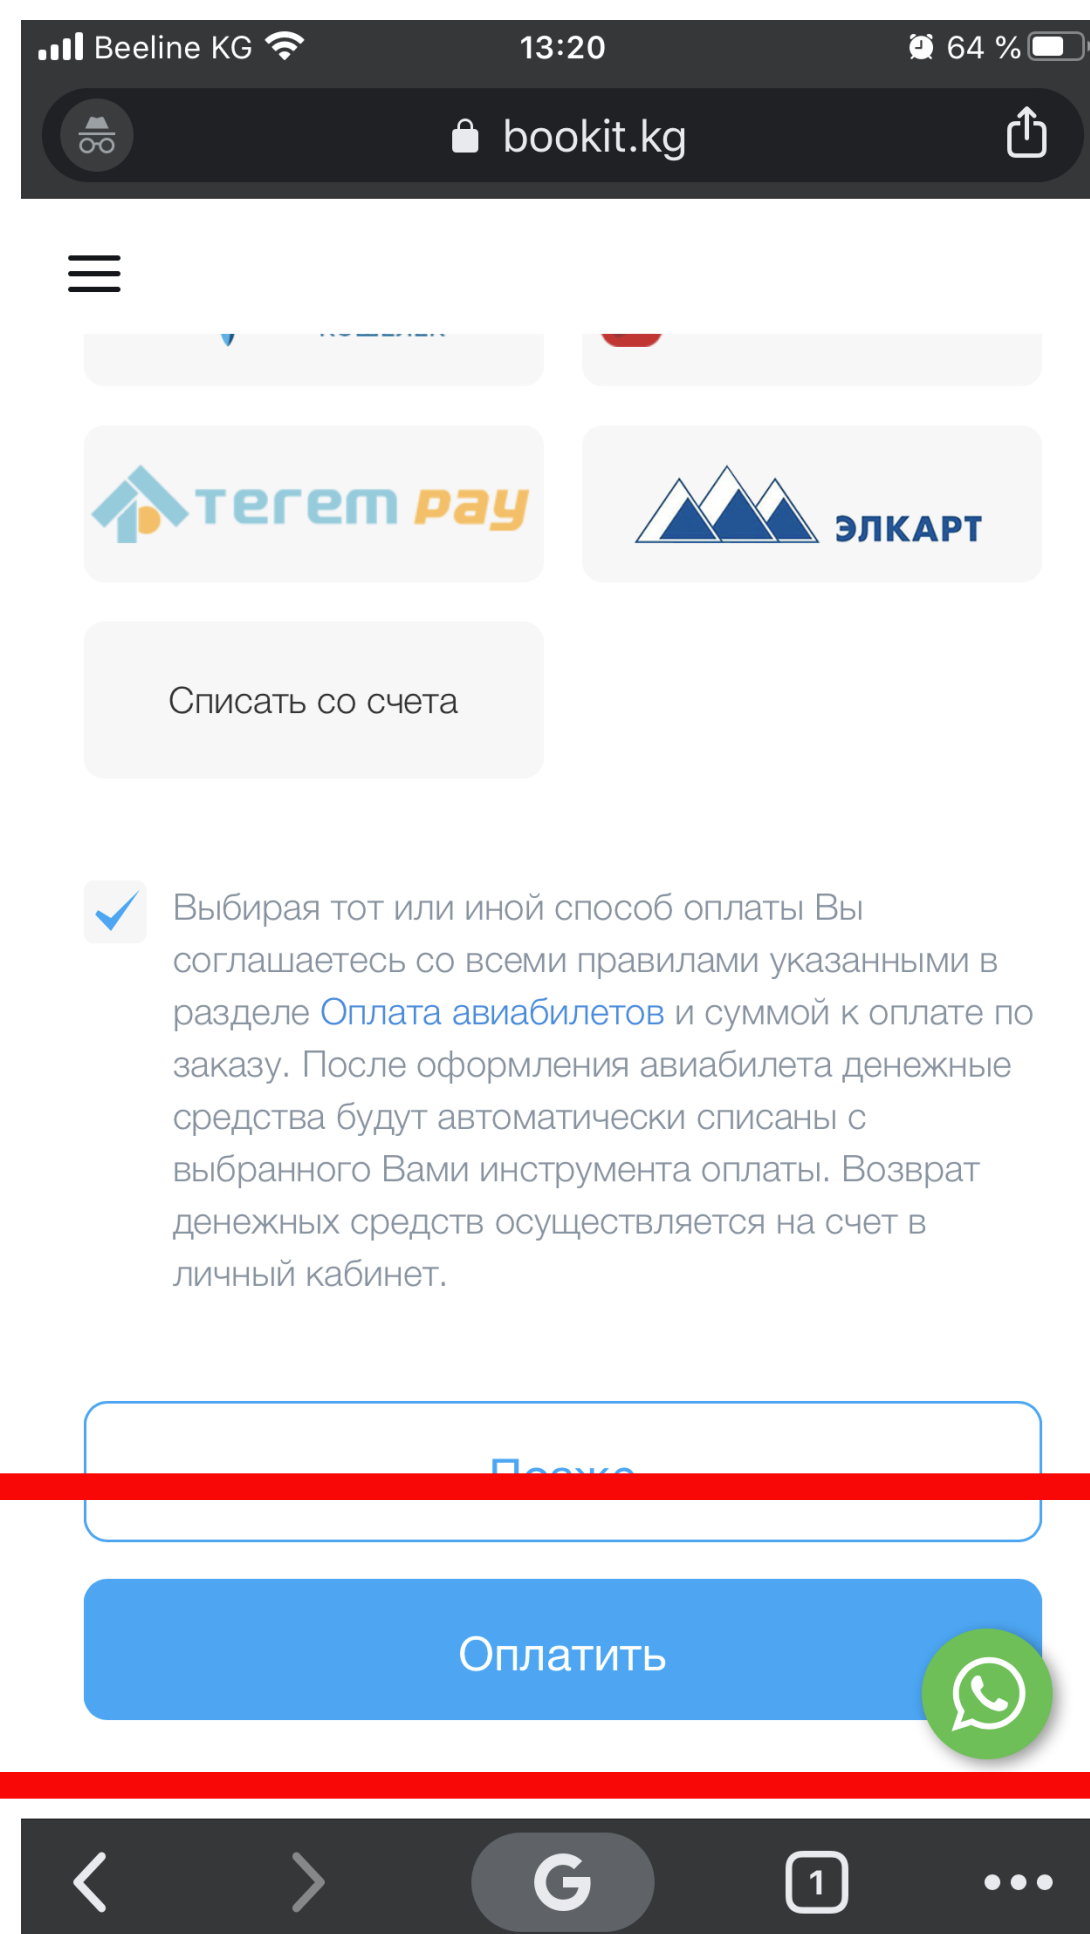 Beeline KG 13:20 64 %
bookit.kg
тегем pay
ЭЛКАРТ
Списать со счета
Выбирая тот или иной способ оплаты Вы
соглашаетесь со всеми правилами указанными в
разделе Оплата авиабилетов и суммой к оплате по
заказу. После оформления авиабилета денежные
средства будут автоматически списаны с
выбранного Вами инструмента оплаты. Возврат
денежных средств осуществляется на счет в
личный кабинет.
Позже
Оплатить
G 1